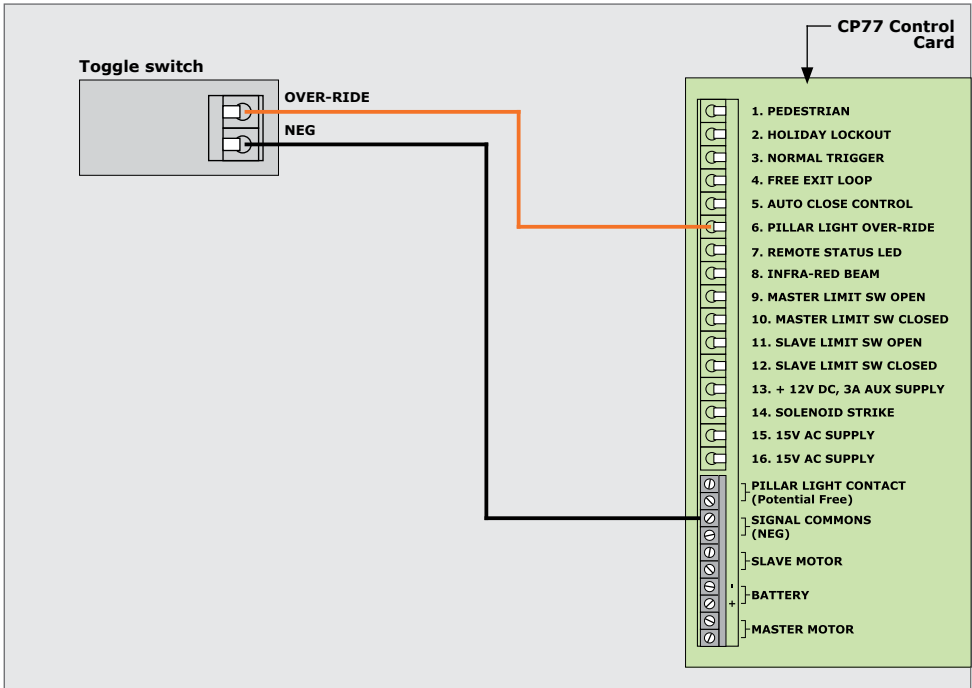 CP77 Control
Card
Toggle switch
OVER-RIDE
NEG
1. PEDESTRIAN
2. HOLIDAY LOCKOUT
3. NORMAL TRIGGER
4. FREE EXIT LOOP
5. AUTO CLOSE CONTROL
6. PILLAR LIGHT OVER-RIDE
7. REMOTE STATUS LED
8. INFRA-RED BEAM
9. MASTER LIMIT SW OPEN
10. MASTER LIMIT SW CLOSED
11. SLAVE LIMIT SW OPEN
12. SLAVE LIMIT SW CLOSED
13. + 12V DC, 3A AUX SUPPLY
14. SOLENOID STRIKE
15. 15V AC SUPPLY
16. 15V AC SUPPLY
PILLAR LIGHT CONTACT
(Potential Free)
SIGNAL COMMONS
(NEG)
SLAVE MOTOR
-
BATTERY
+
MASTER MOTOR